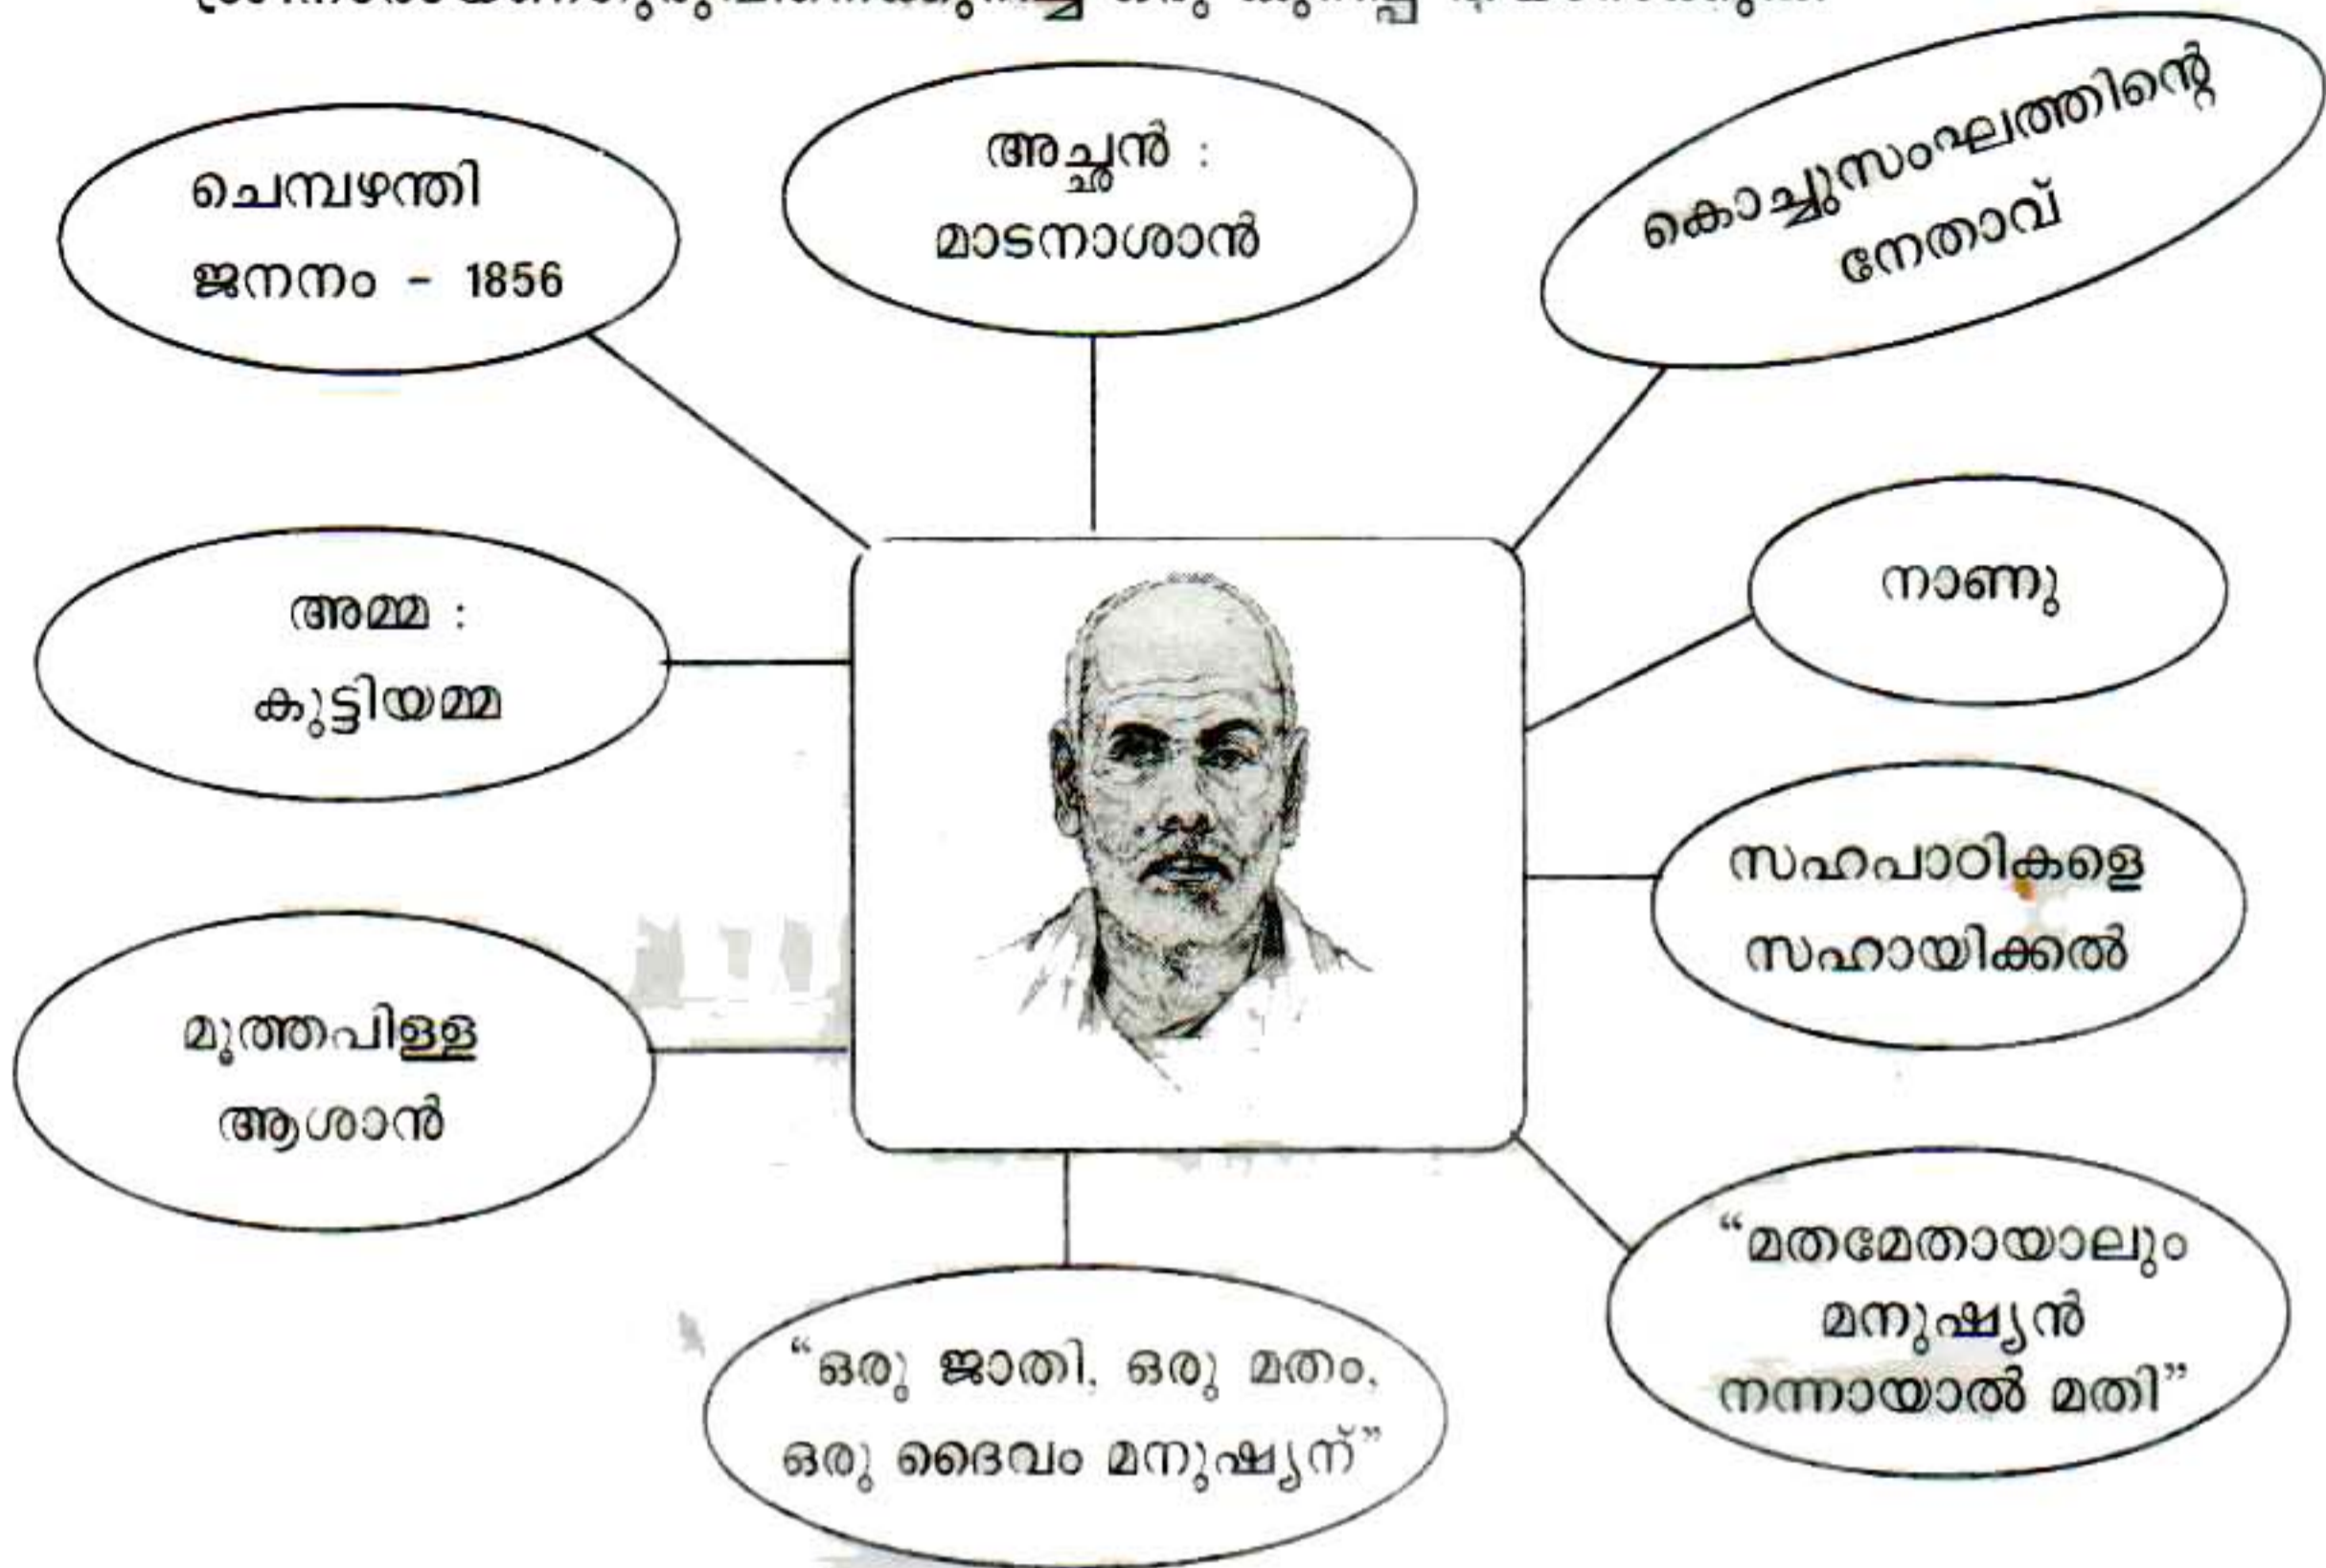 ഒരു
ചെമ്പഴന്തി
ജനനം - 1856
അച്ഛൻ :
മാടനാശാൻ
കൊച്ചുസംഘത്തിന്റെ
നേതാവ്
അമ്മ :
കുട്ടിയമ്മ
നാണു
സഹപാഠികളെ
സഹായിക്കൽ
മൂത്തപിള്ള
ആശാൻ
“ഒരു ജാതി, ഒരു മതം,
ഒരു ദൈവം മനുഷ്യന്”
“മതമേതായാലും
മനുഷ്യൻ
നന്നായാൽ മതി”